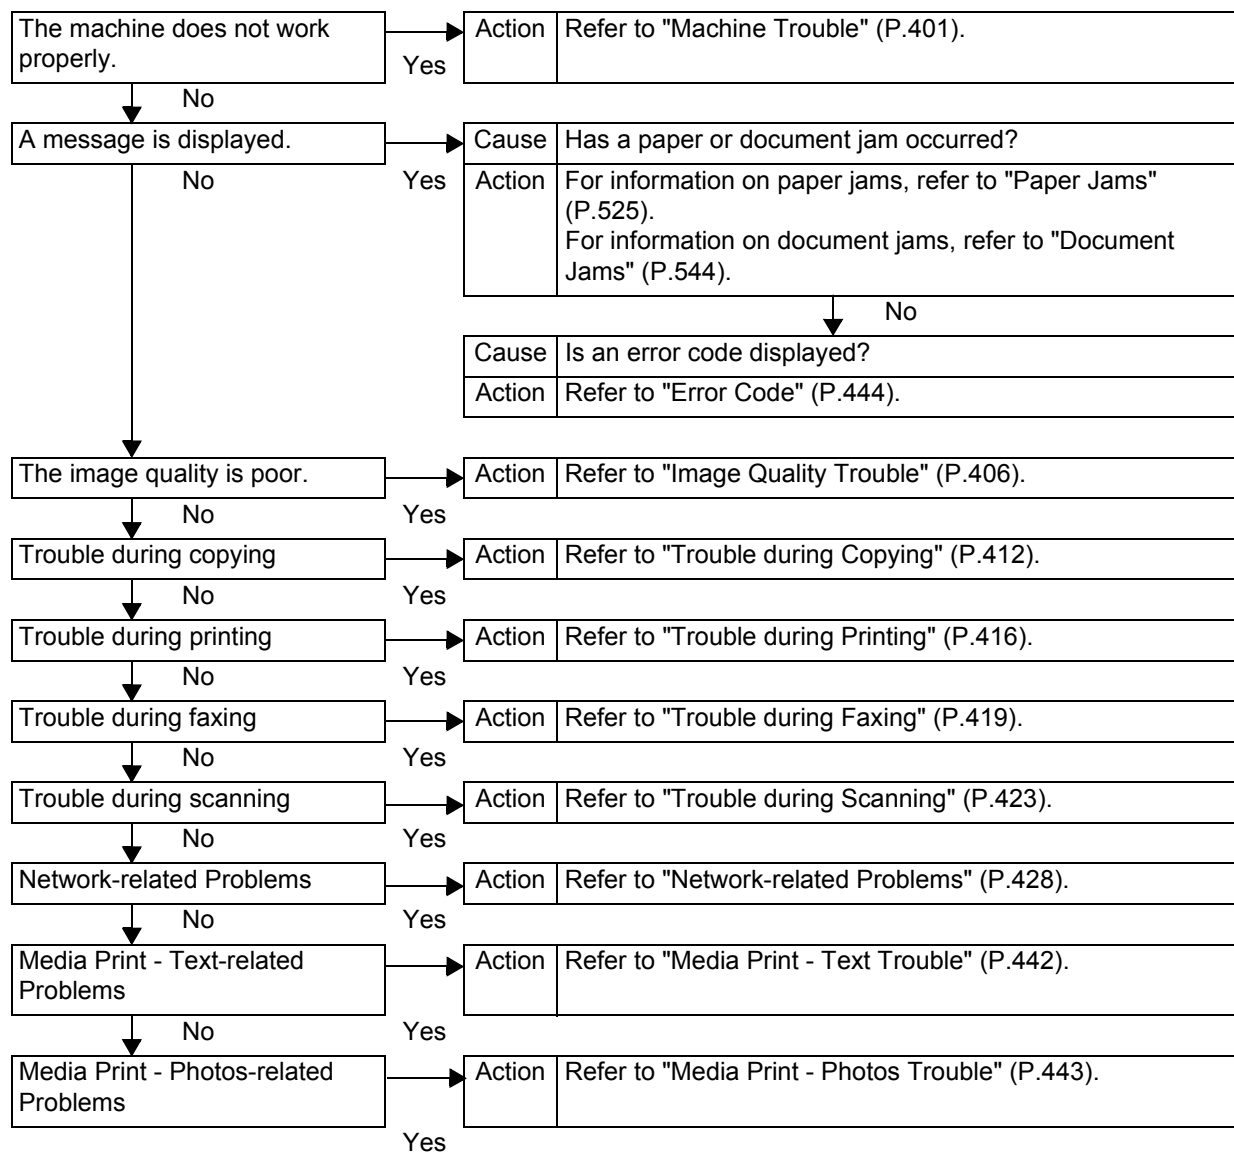 The machine does not work
properly.
Action
Refer to "Machine Trouble" (P.401).
Yes
No
A message is displayed.
Cause
Has a paper or document jam occurred?
No
Yes
Action
For information on paper jams, refer to "Paper Jams"
(P.525).
For information on document jams, refer to "Document
Jams" (P.544).
No
Cause
Is an error code displayed?
Action
Refer to "Error Code" (P.444).
The image quality is poor.
Action
Refer to "Image Quality Trouble" (P.406).
No
Yes
Trouble during copying
Action
Refer to "Trouble during Copying" (P.412).
No
Yes
Trouble during printing
Action
Refer to "Trouble during Printing" (P.416).
No
Yes
Trouble during faxing
Action
Refer to "Trouble during Faxing" (P.419).
No
Yes
Trouble during scanning
Action
Refer to "Trouble during Scanning" (P.423).
No
Yes
Network-related Problems
Action
Refer to "Network-related Problems" (P.428).
No
Yes
Media Print - Text-related
Problems
Action
Refer to "Media Print - Text Trouble" (P.442).
No
Yes
Media Print - Photos-related
Problems
Action
Refer to "Media Print - Photos Trouble" (P.443).
Yes